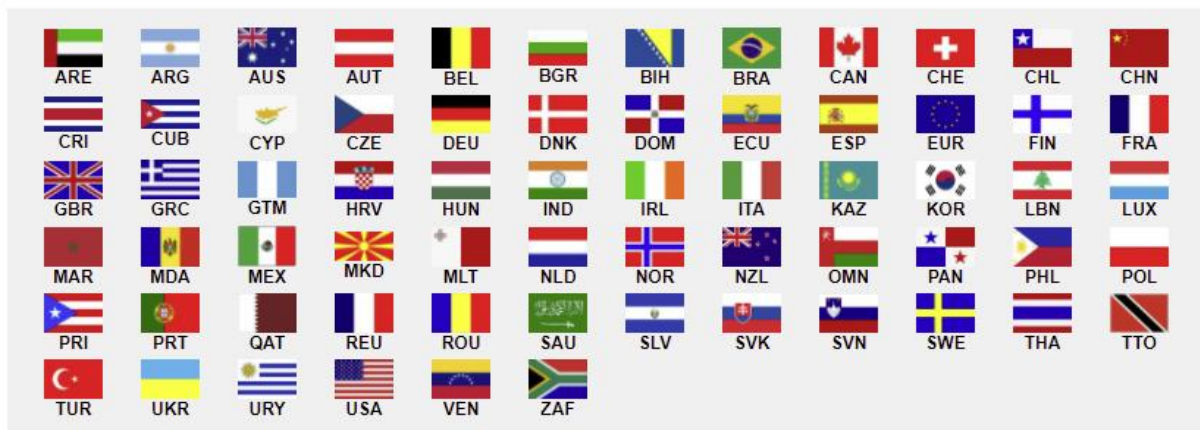 ARE ARG AUS AUT BEL BGR BIH BRA CAN CHE CHL CHN
CRI CUB CYP CZE DEU DNK DOM ECU ESP EUR FIN FRA
GBR GRC GTM HRV HUN IND IRL ITA KAZ KOR LBN LUX
MAR MDA MEX MKD MLT NLD NOR NZL OMN PAN PHL POL
PRI PRT QAT REU ROU SAU SLV SVK SVN SWE THA TTO
TUR UKR URY USA VEN ZAF